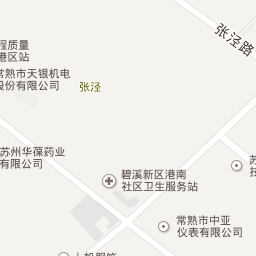 张泾路
程质量
港区站
常熟市天银机电
股份有限公司
张泾
苏州华葆药业
有限公司
苏
技
碧溪新区港南
社区卫生服务站
常熟市中亚
仪表有限公司